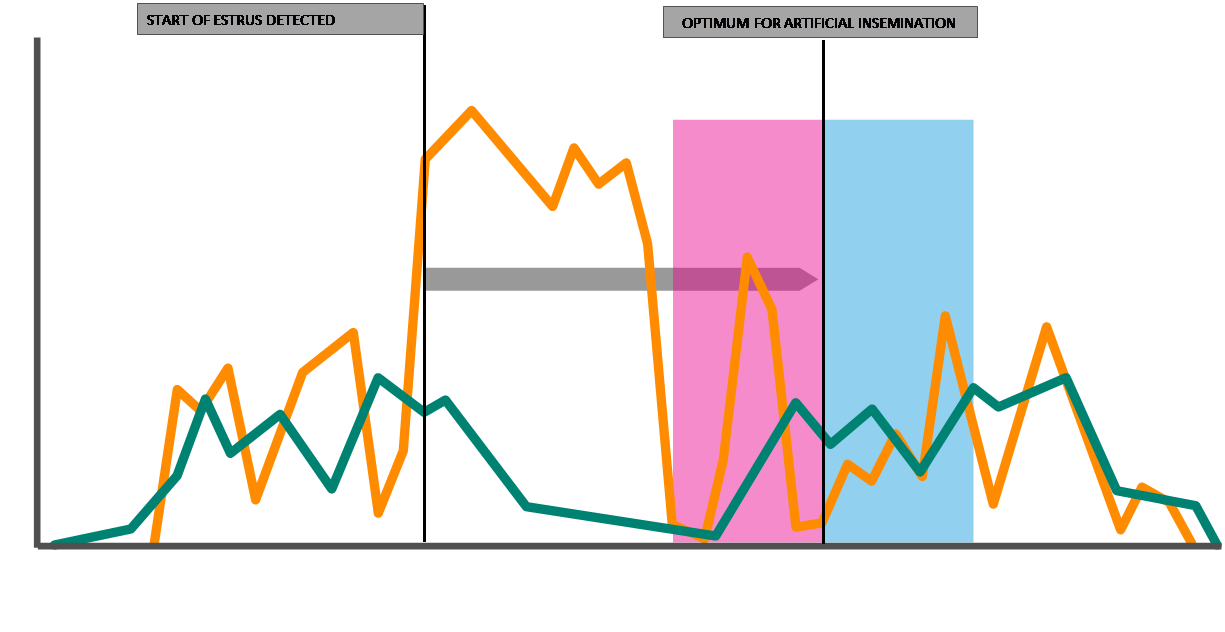 START OF ESTRUS DETECTED
OPTIMUM FOR ARTIFICIAL INSEMINATION